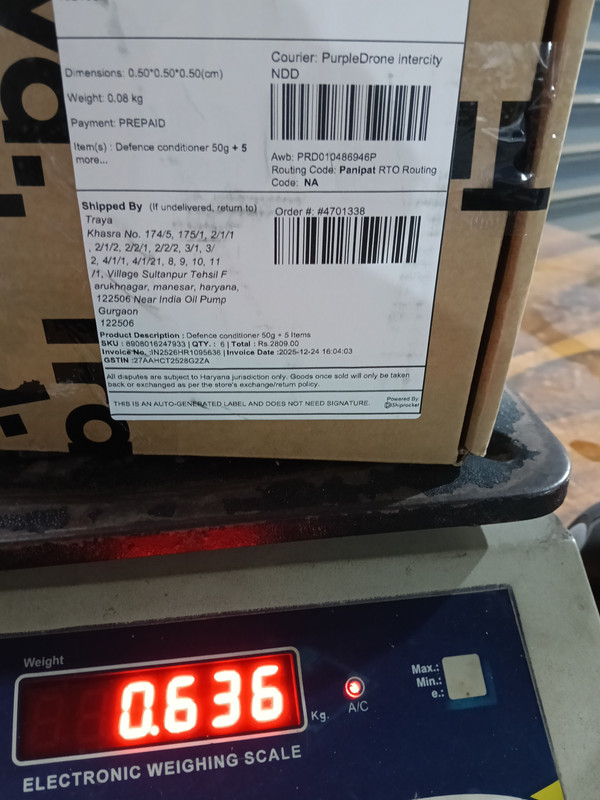 Dimensions: 0.50*0.50*0.50(cm)
Weight: 0.08 kg
Payment: PREPAID
Item(s) : Defence conditioner 50g + 5
more...
Courier: PurpleDrone intercity
NDD
Awb: PRD010486946P
Routing Code: Panipat RTO Routing
Code: NA
Shipped By (If undelivered, return to)
Traya
Khasra No. 174/5, 175/1, 2/1/1
, 2/1/2, 2/2/1, 2/2/2, 3/1, 3/
2, 4/1/1, 4/1/21, 8, 9, 10, 11
/1, Village Sultanpur Tehsil F
arukhnagar, manesar, haryana,
122506 Near India Oil Pump
Gurgaon
122506
Order #: #4701338
Product Description : Defence conditioner 50g + 5 Items
SKU : 8908016247933 | QTY. : 6 | Total : Rs.2809.00
Invoice No. :IN2526HR1095636 | Invoice Date :2025-12-24 16:04:03
GSTIN :27AAHCT2528G2ZA
All disputes are subject to Haryana jurisdiction only. Goods once sold will only be taken
back or exchanged as per the store's exchange/return policy.
THIS IS AN AUTO-GENERATED LABEL AND DOES NOT NEED SIGNATURE.
Powered By
Shiprocket
Weight
0.636
Kg.
A/C
Max.:
Min.:
e.:
ELECTRONIC WEIGHING SCALE